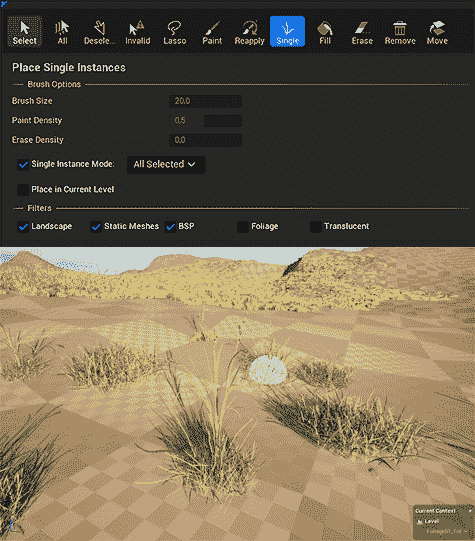 Select All Desele... Invalid Lasso Paint Reapply Single Fill Erase Remove Move
Place Single Instances
Brush Options
Brush Size 20.0
Paint Density 0.5
Erase Density 0.0
Single Instance Mode: All Selected
Place in Current Level
Filters
Landscape Static Meshes BSP Foliage Translucent
Current Context
Level